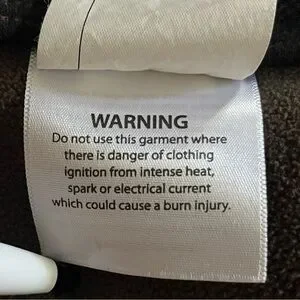 WARNING
Do not use this garment where
there is danger of clothing
ignition from intense heat,
spark or electrical current
which could cause a burn injury.